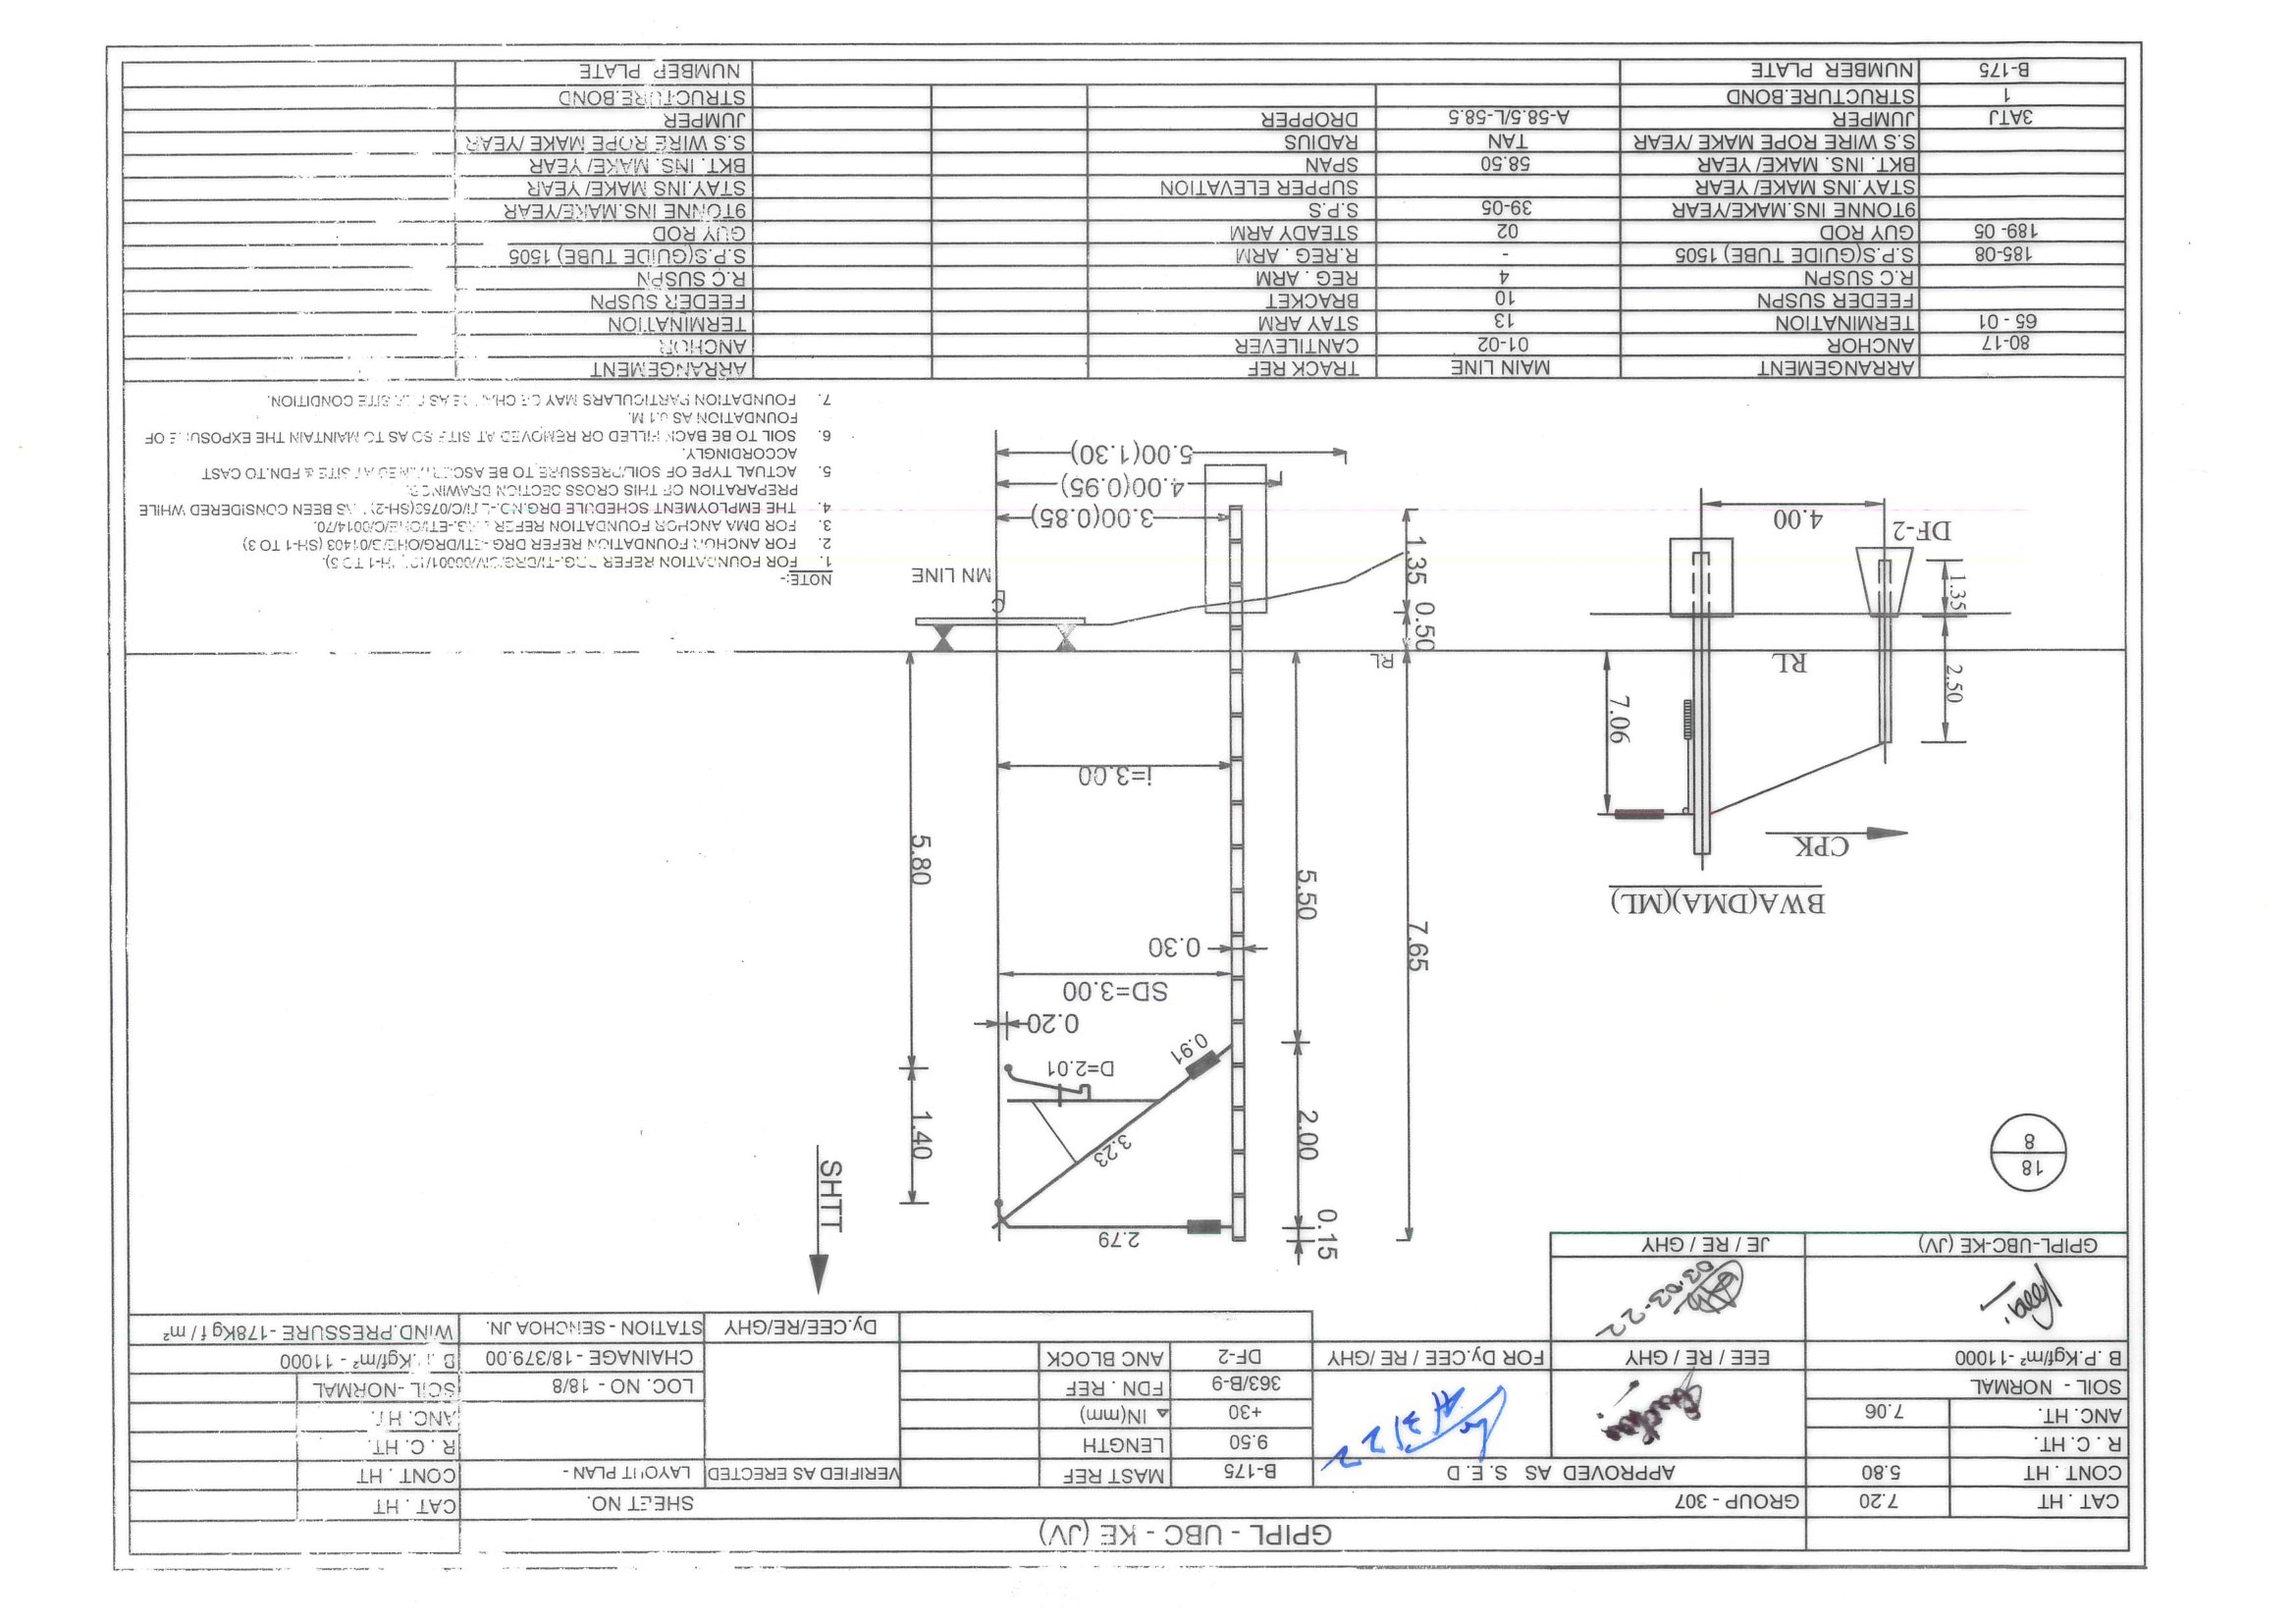 GPIPL - UBC - KE (JV)
CAT . HT 7.20 GROUP - 307 SHEET NO. CAT . HT
CONT . HT 5.80 APPROVED AS S. E. D B-175 MAST REF VERIFIED AS ERECTED LAYOUT PLAN - CONT . HT
R . C. HT. 9.50 LENGTH R . C. HT.
ANC. HT. 7.06 +30 ▵ IN(mm) ANC. HT.
SOIL - NORMAL 363/B-9 FDN . REF LOC. NO - 18/8 SOIL -NORMAL
B .P.Kgf/m² -11000 EEE / RE / GHY FOR Dy.CEE / RE /GHY DF-2 ANC BLOCK CHAINAGE -18/379.00 B .P.Kgf/m² - 11000
Dy.CEE/RE/GHY STATION - SENCHOA JN. WIND.PRESSURE -178Kg f / m²
4/3/22
03-03-22
GPIPL-UBC-KE (JV) JE / RE / GHY
18
8
0.15
2.79
SHTT
2.00
3.23
1.40
D=2.01
0.91
0.20
SD=3.00
0.30
7.65
5.50
5.80
i=3.00
BWA(DMA)(ML)
CPK
2.50
7.06
RL
RL
0.50
1.35
1.35
DF-2
4.00
MN LINE
3.00(0.85)
4.00(0.95)
5.00(1.30)
NOTE:-
1. FOR FOUNDATION REFER
2. FOR ANCHOR FOUNDATION REFER DRG.-ETI/DRG/OHE/G/01403 (SH-1 TO 3)
3. FOR DMA ANCHOR FOUNDATION REFER DRG.-ETI/OHE/C/0014/70.
4. THE EMPLOYMENT SCHEDULE DRG.NO.-ETI/C/0753(SH-2) HAS BEEN CONSIDERED WHILE
PREPARATION OF THIS CROSS SECTION DRAWINGS.
5. ACTUAL TYPE OF SOIL/PRESSURE TO BE ASCERTAINED AT SITE & FDN.TO CAST
ACCORDINGLY.
6. SOIL TO BE BACK FILLED OR REMOVED AT SITE SO AS TO MAINTAIN THE EXPOSURE OF
FOUNDATION AS 0.1 M.
7. FOUNDATION PARTICULARS MAY BE CHANGE AS PER SITE CONDITION.
ARRANGEMENT MAIN LINE TRACK REF ARRANGEMENT
80-17 ANCHOR 01-02 CANTILEVER ANCHOR
65 - 01 TERMINATION 13 STAY ARM TERMINATION
FEEDER SUSPN 10 BRACKET FEEDER SUSPN
R.C SUSPN 4 REG . ARM R.C SUSPN
185-08 S.P.S(GUIDE TUBE) 1505 - R.REG . ARM S.P.S(GUIDE TUBE) 1505
189- 05 GUY ROD 02 STEADY ARM GUY ROD
9TONNE INS.MAKE/YEAR 39-05 S.P.S 9TONNE INS.MAKE/YEAR
STAY.INS MAKE/ YEAR SUPPER ELEVATION STAY.INS MAKE/ YEAR
BKT. INS. MAKE/ YEAR 58.50 SPAN BKT. INS. MAKE/ YEAR
S.S WIRE ROPE MAKE /YEAR TAN RADIUS S.S WIRE ROPE MAKE /YEAR
3ATJ JUMPER A-58.5/L-58.5 DROPPER JUMPER
1 STRUCTURE.BOND STRUCTURE.BOND
B-175 NUMBER PLATE NUMBER PLATE